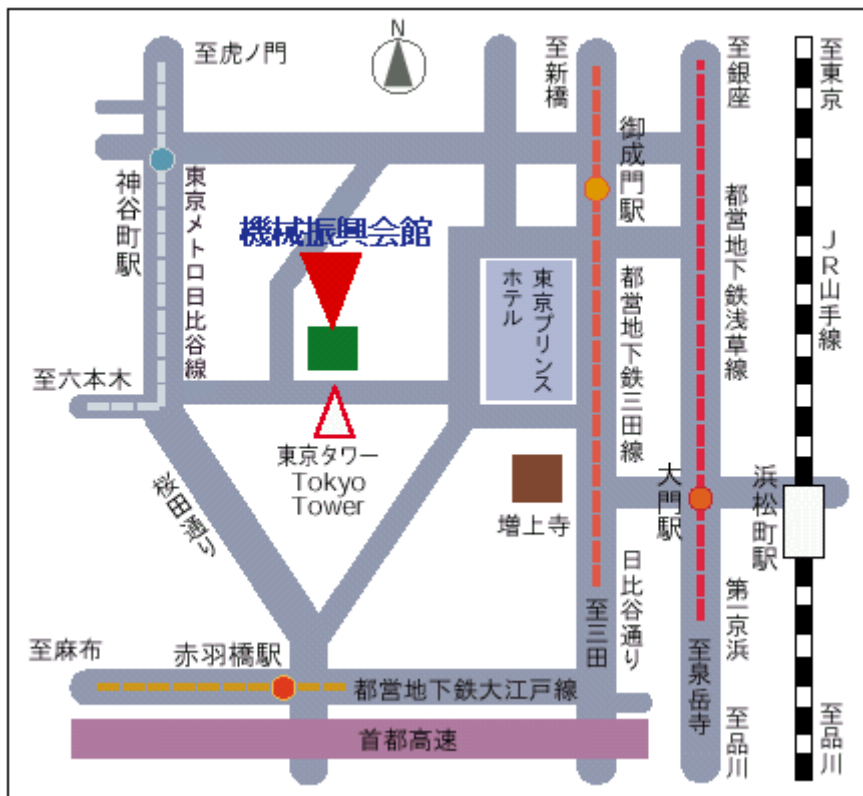 N
至虎ノ門
至新橋
至銀座
至東京
御成門駅
神谷町駅
東京メトロ日比谷線
機械振興会館
都営地下鉄浅草線
JR山手線
東京プリンス
ホテル
都営地下鉄三田線
至六本木
東京タワー
Tokyo
Tower
桜田通り
増上寺
大門駅
浜松町駅
日比谷通り
第一京浜
至三田
至麻布
赤羽橋駅
都営地下鉄大江戸線
至泉岳寺
至品川
至品川
首都高速